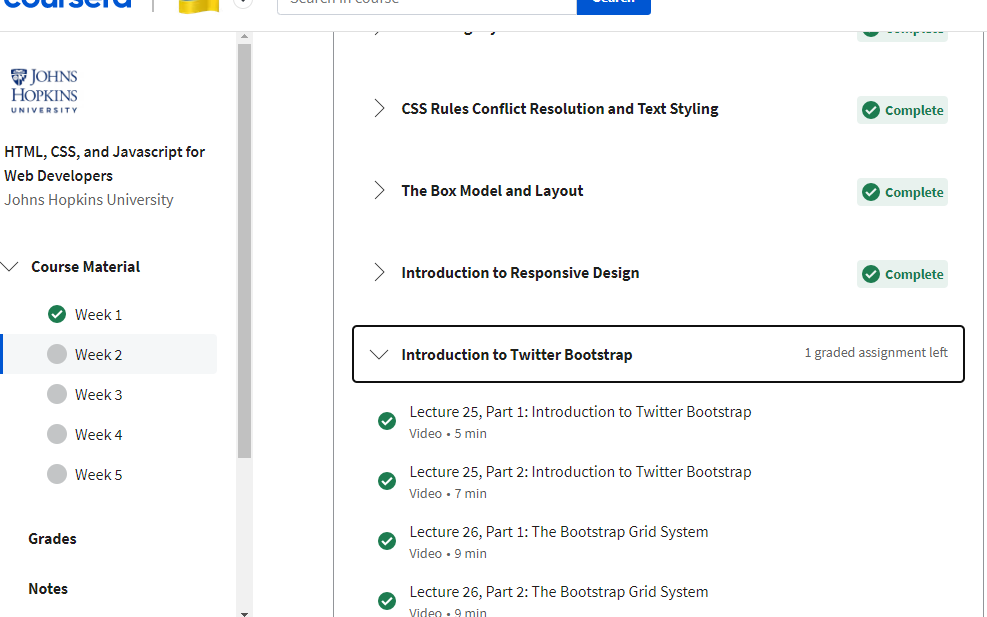 coursera
Search in course
Search
JOHNS
HOPKINS
UNIVERSITY
HTML, CSS, and Javascript for
Web Developers
Johns Hopkins University
Course Material
Week 1
Week 2
Week 3
Week 4
Week 5
Grades
Notes
Complete
CSS Rules Conflict Resolution and Text Styling
Complete
The Box Model and Layout
Complete
Introduction to Responsive Design
Complete
Introduction to Twitter Bootstrap
1 graded assignment left
Lecture 25, Part 1: Introduction to Twitter Bootstrap
Video • 5 min
Lecture 25, Part 2: Introduction to Twitter Bootstrap
Video • 7 min
Lecture 26, Part 1: The Bootstrap Grid System
Video • 9 min
Lecture 26, Part 2: The Bootstrap Grid System
Video • 9 min